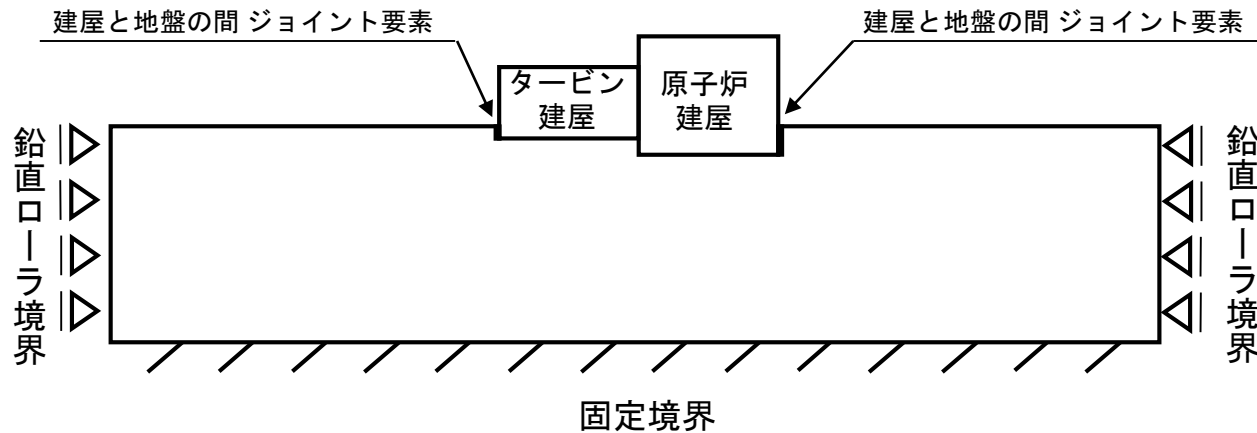 建屋と地盤の間 ジョイント要素
建屋と地盤の間 ジョイント要素
タービン
建屋
原子炉
建屋
鉛直ローラ境界
鉛直ローラ境界
固定境界